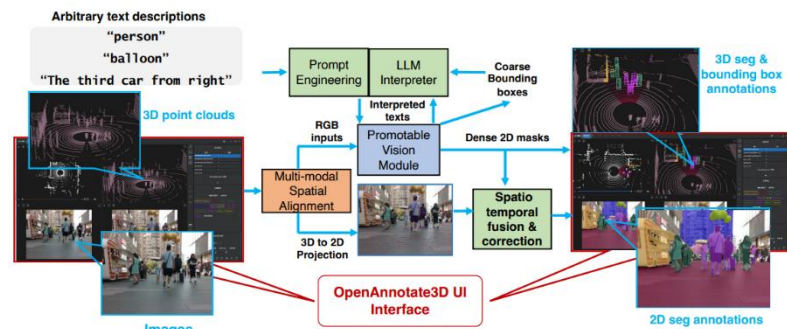 Arbitrary text descriptions
“person”
“balloon”
“The third car from right”
3D point clouds
Images
Multi-modal
Spatial
Alignment
RGB
inputs
3D to 2D
Projection
Prompt
Engineering
LLM
Interpreter
Interpreted
texts
Promotable
Vision
Module
Coarse
Bounding
boxes
Dense 2D masks
Spatio
temporal
fusion &
correction
OpenAnnotate3D UI
Interface
3D seg &
bounding box
annotations
2D seg annotations